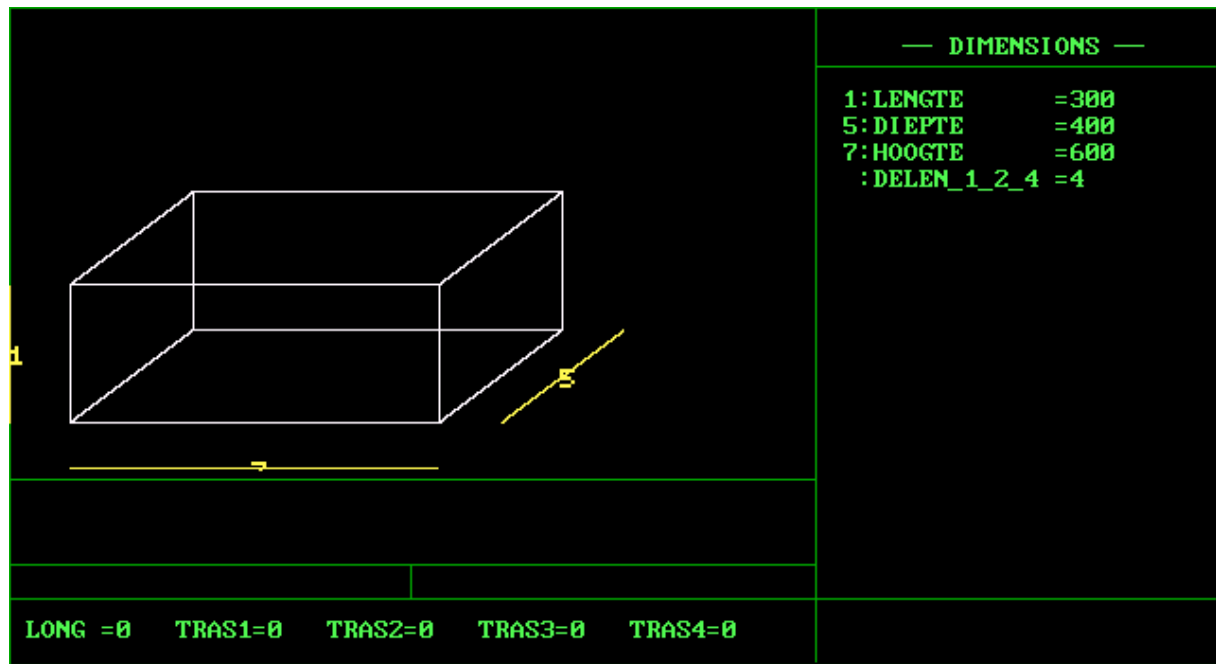 — DIMENSIONS —
1:LENGTE =300
5:DIEPTE =400
7:HOOGTE =600
:DELEN_1_2_4 =4
1
5
7
LONG =0 TRAS1=0 TRAS2=0 TRAS3=0 TRAS4=0